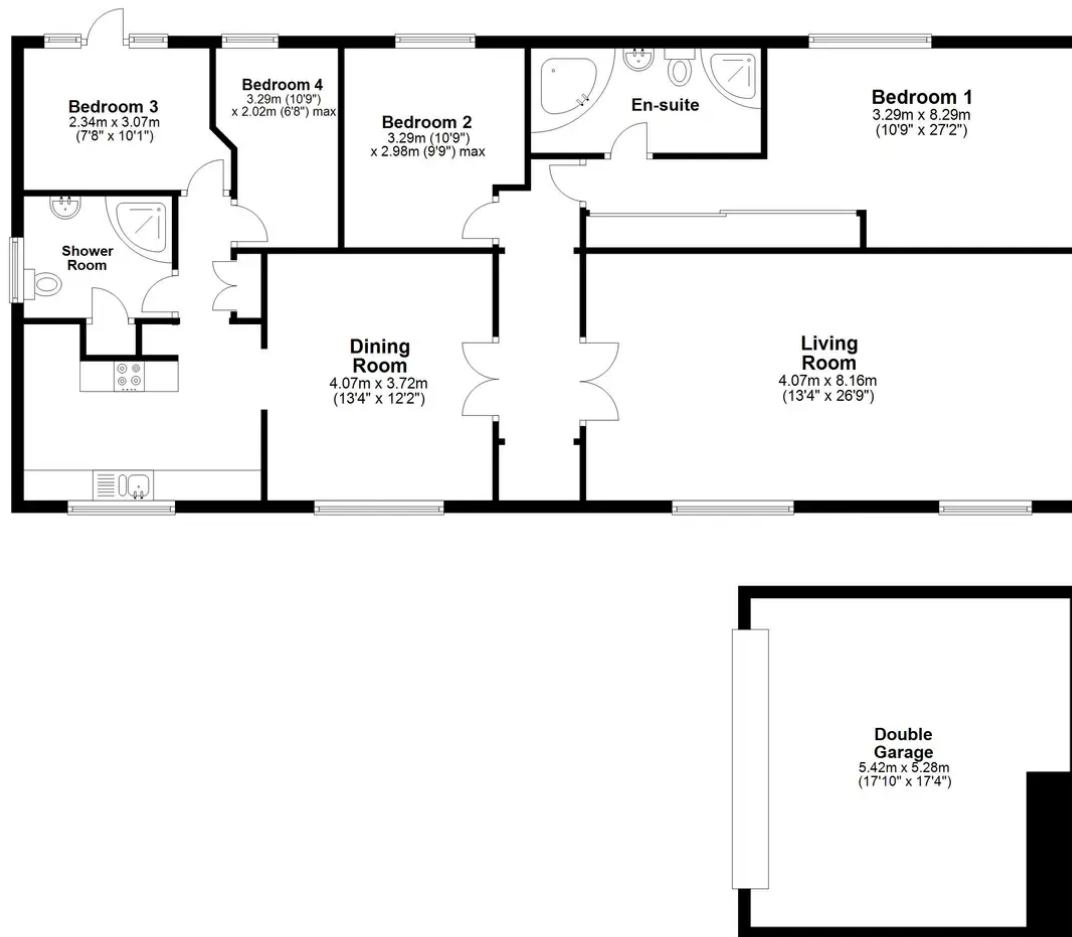 Bedroom 3
2.34m x 3.07m
(7'8" x 10'1")
Bedroom 4
3.29m (10'9")
x 2.02m (6'8") max
Bedroom 2
3.29m (10'9")
x 2.98m (9'9") max
En-suite
Bedroom 1
3.29m x 8.29m
(10'9" x 27'2")
Shower
Room
Dining
Room
4.07m x 3.72m
(13'4" x 12'2")
Living
Room
4.07m x 8.16m
(13'4" x 26'9")
Double
Garage
5.42m x 5.28m
(17'10" x 17'4")